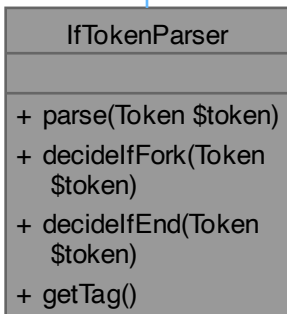 IfTokenParser
+ parse(Token $token)
+ decideIfFork(Token
$token)
+ decideIfEnd(Token
$token)
+ getTag()